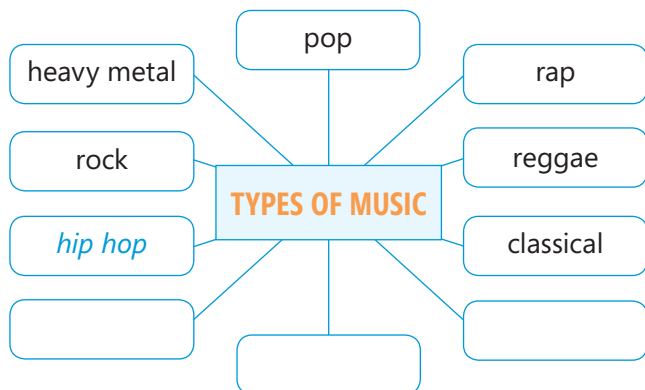 pop
heavy metal
rap
rock
reggae
TYPES OF MUSIC
hip hop
classical